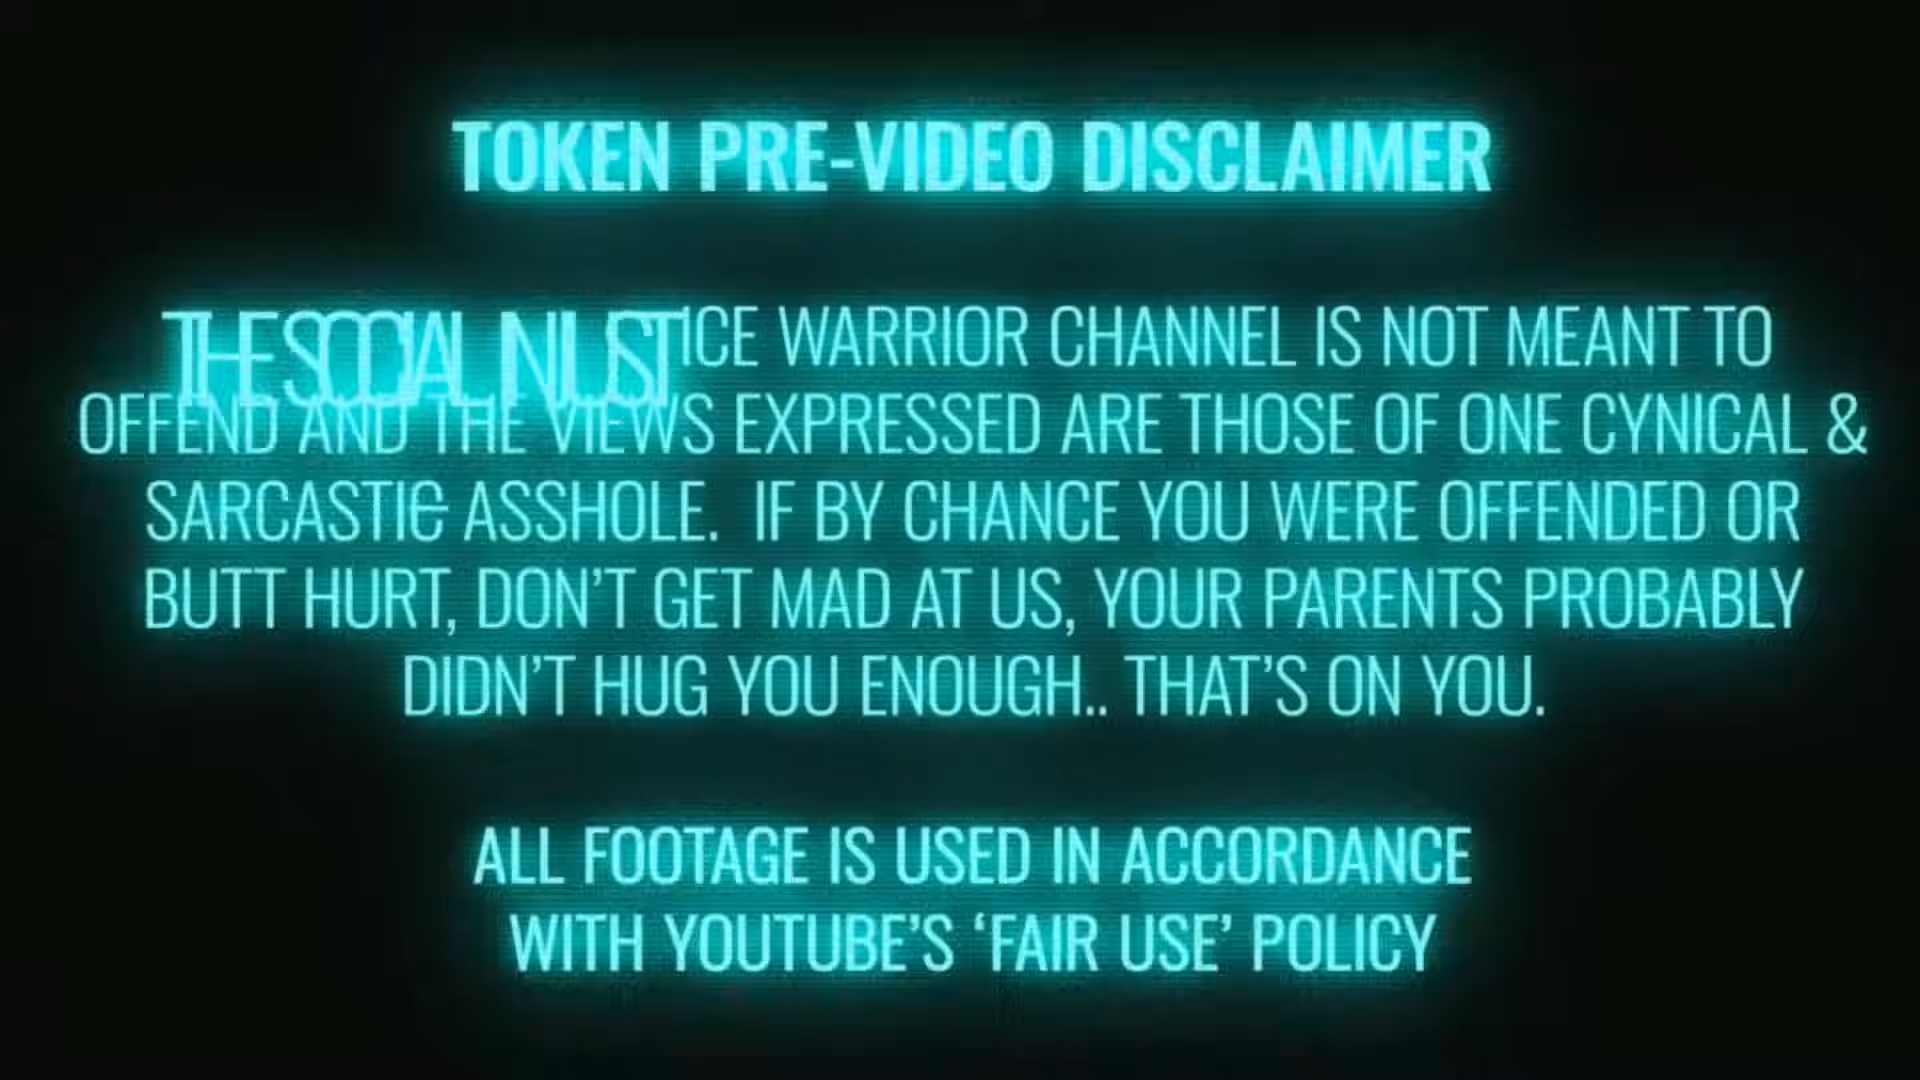 TOKEN PRE-VIDEO DISCLAIMER
THE SOCIAL INJUSTICE WARRIOR CHANNEL IS NOT MEANT TO
OFFEND AND THE VIEWS EXPRESSED ARE THOSE OF ONE CYNICAL &
SARCASTIC ASSHOLE. IF BY CHANCE YOU WERE OFFENDED OR
BUTT HURT, DON’T GET MAD AT US, YOUR PARENTS PROBABLY
DIDN’T HUG YOU ENOUGH.. THAT’S ON YOU.
ALL FOOTAGE IS USED IN ACCORDANCE
WITH YOUTUBE’S ‘FAIR USE’ POLICY